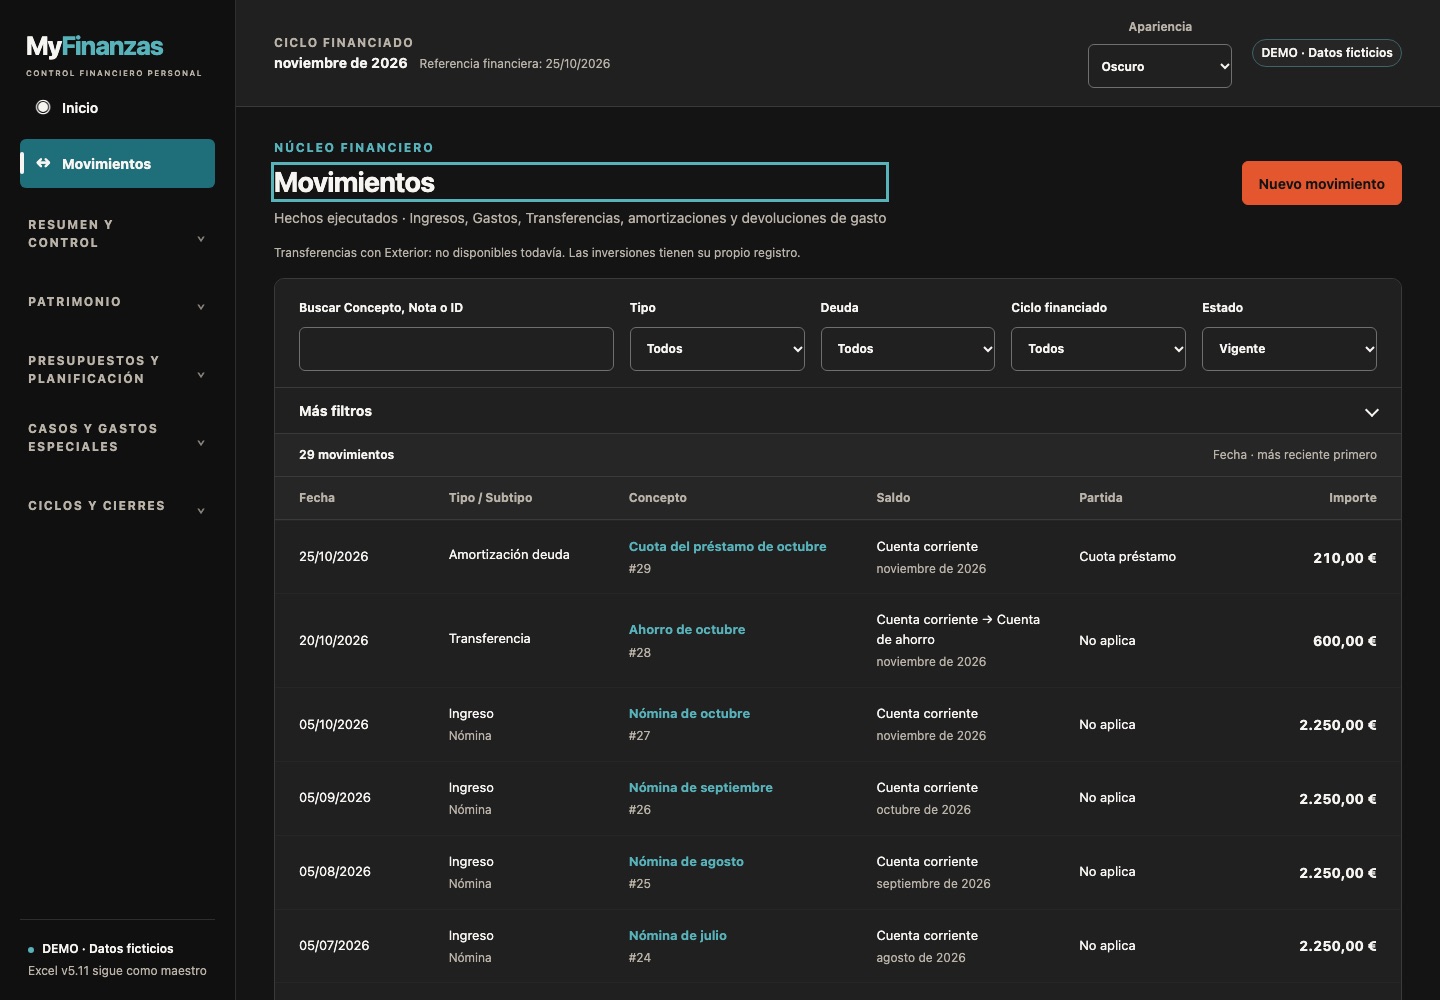 MyFinanzas
CONTROL FINANCIERO PERSONAL
Inicio
Movimientos
RESUMEN Y
CONTROL
PATRIMONIO
PRESUPUESTOS Y
PLANIFICACIÓN
CASOS Y GASTOS
ESPECIALES
CICLOS Y CIERRES
DEMO · Datos ficticios
Excel v5.11 sigue como maestro
CICLO FINANCIADO
noviembre de 2026 Referencia financiera: 25/10/2026
Apariencia
Oscuro
DEMO · Datos ficticios
NÚCLEO FINANCIERO
Movimientos
Hechos ejecutados · Ingresos, Gastos, Transferencias, amortizaciones y devoluciones de gasto
Transferencias con Exterior: no disponibles todavía. Las inversiones tienen su propio registro.
Nuevo movimiento
Buscar Concepto, Nota o ID Tipo Deuda Ciclo financiado Estado
Todos Todos Todos Vigente
Más filtros
29 movimientos Fecha · más reciente primero
Fecha Tipo / Subtipo Concepto Saldo Partida Importe
25/10/2026 Amortización deuda Cuota del préstamo de octubre Cuenta corriente Cuota préstamo 210,00 €
#29 noviembre de 2026
20/10/2026 Transferencia Ahorro de octubre Cuenta corriente → Cuenta No aplica 600,00 €
de ahorro
#28 noviembre de 2026
05/10/2026 Ingreso Nómina de octubre Cuenta corriente No aplica 2.250,00 €
Nómina #27 noviembre de 2026
05/09/2026 Ingreso Nómina de septiembre Cuenta corriente No aplica 2.250,00 €
Nómina #26 octubre de 2026
05/08/2026 Ingreso Nómina de agosto Cuenta corriente No aplica 2.250,00 €
Nómina #25 septiembre de 2026
05/07/2026 Ingreso Nómina de julio Cuenta corriente No aplica 2.250,00 €
Nómina #24 agosto de 2026